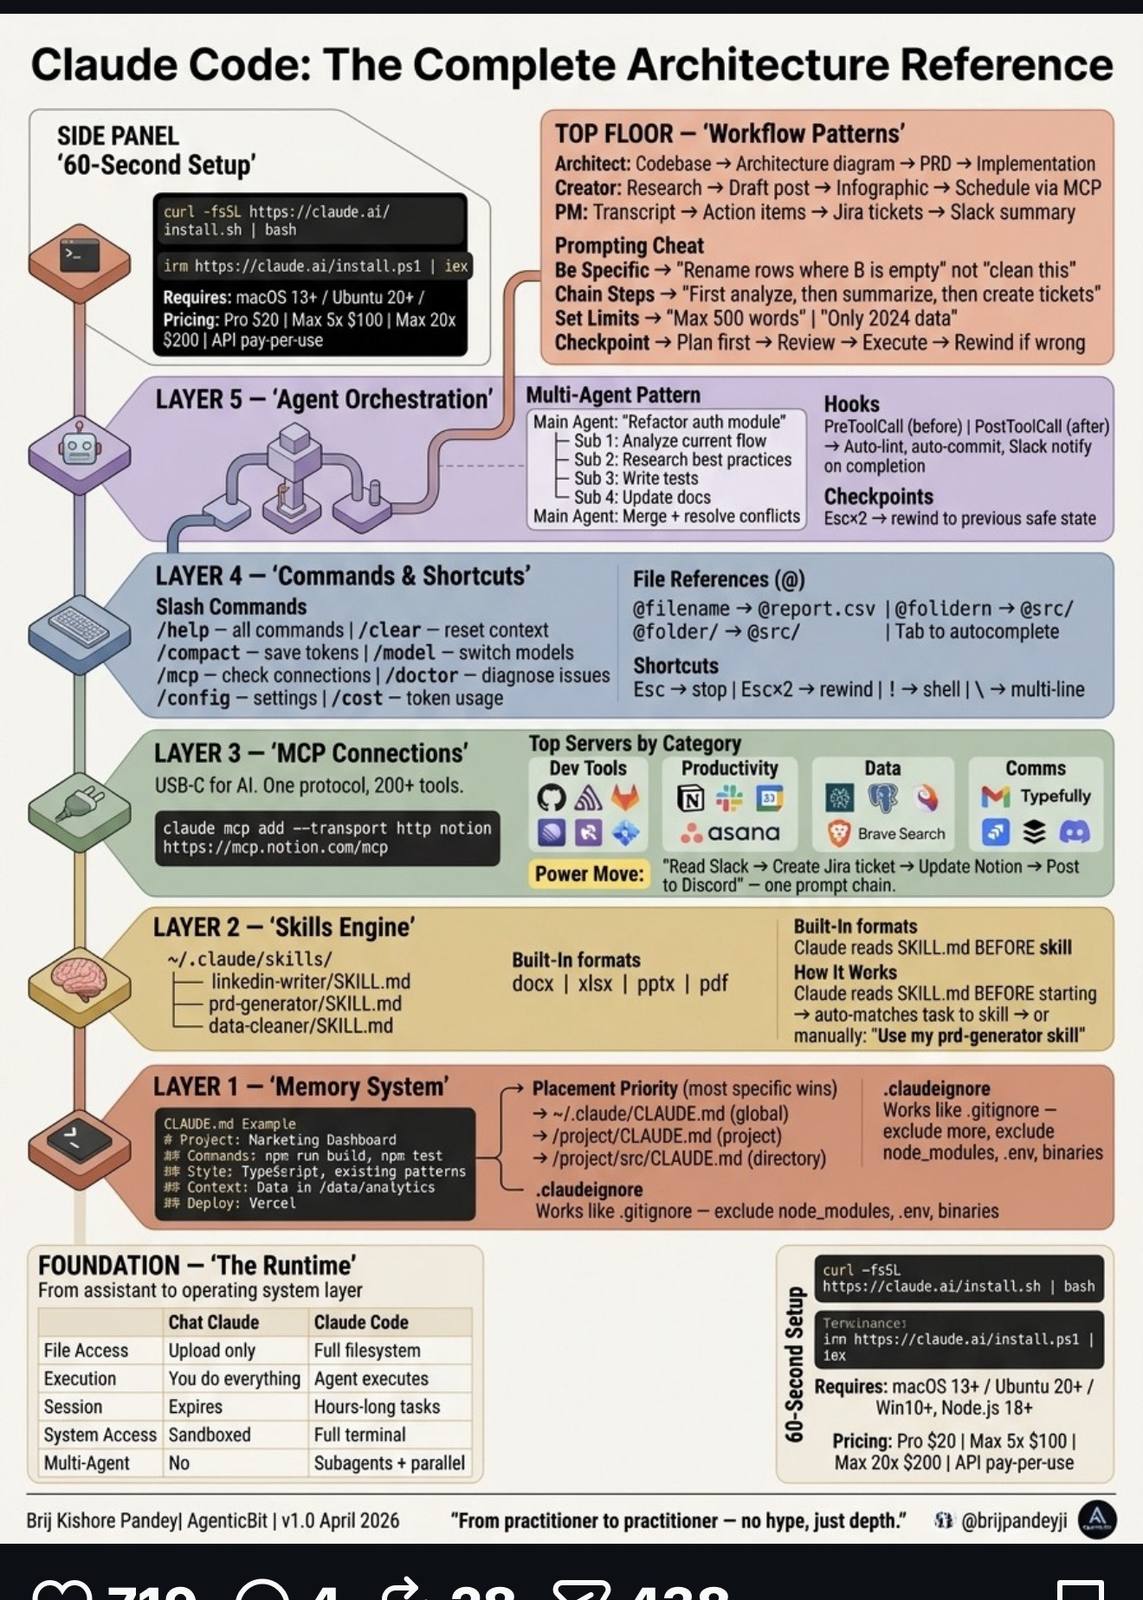 Claude Code: The Complete Architecture Reference
SIDE PANEL
‘60-Second Setup’
curl -fsSL https://claude.ai/
install.sh | bash
irm https://claude.ai/install.ps1 | iex
Requires: macOS 13+ / Ubuntu 20+ /
Pricing: Pro $20 | Max 5x $100 | Max 20x
$200 | API pay-per-use
TOP FLOOR — ‘Workflow Patterns’
Architect: Codebase → Architecture diagram → PRD → Implementation
Creator: Research → Draft post → Infographic → Schedule via MCP
PM: Transcript → Action items → Jira tickets → Slack summary
Prompting Cheat
Be Specific → "Rename rows where B is empty" not "clean this"
Chain Steps → "First analyze, then summarize, then create tickets"
Set Limits → "Max 500 words" | "Only 2024 data"
Checkpoint → Plan first → Review → Execute → Rewind if wrong
LAYER 5 — ‘Agent Orchestration’
Multi-Agent Pattern
Main Agent: "Refactor auth module"
Sub 1: Analyze current flow
Sub 2: Research best practices
Sub 3: Write tests
Sub 4: Update docs
Main Agent: Merge + resolve conflicts
Hooks
PreToolCall (before) | PostToolCall (after)
→ Auto-lint, auto-commit, Slack notify
on completion
Checkpoints
Esc×2 → rewind to previous safe state
LAYER 4 — ‘Commands & Shortcuts’
Slash Commands
/help — all commands | /clear — reset context
/compact — save tokens | /model — switch models
/mcp — check connections | /doctor — diagnose issues
/config — settings | /cost — token usage
File References (@)
@filename → @report.csv | @folidern → @src/
@folder/ → @src/ | Tab to autocomplete
Shortcuts
Esc → stop | Esc×2 → rewind | ! → shell | \ → multi-line
LAYER 3 — ‘MCP Connections’
USB-C for AI. One protocol, 200+ tools.
claude mcp add --transport http notion
https://mcp.notion.com/mcp
Top Servers by Category
Dev Tools
Productivity
asana
Data
Brave Search
Comms
Typefully
Power Move:
"Read Slack → Create Jira ticket → Update Notion → Post
to Discord" — one prompt chain.
LAYER 2 — ‘Skills Engine’
~/.claude/skills/
linkedin-writer/SKILL.md
prd-generator/SKILL.md
data-cleaner/SKILL.md
Built-In formats
docx | xlsx | pptx | pdf
Built-In formats
Claude reads SKILL.md BEFORE skill
How It Works
Claude reads SKILL.md BEFORE starting
→ auto-matches task to skill → or
manually: "Use my prd-generator skill"
LAYER 1 — ‘Memory System’
CLAUDE.md Example
# Project: Narketing Dashboard
## Commands: npm run build, npm test
## Style: TypeScript, existing patterns
## Context: Data in /data/analytics
## Deploy: Vercel
Placement Priority (most specific wins)
→ ~/.claude/CLAUDE.md (global)
→ /project/CLAUDE.md (project)
→ /project/src/CLAUDE.md (directory)
.claudeignore
Works like .gitignore — exclude node_modules, .env, binaries
.claudeignore
Works like .gitignore —
exclude more, exclude
node_modules, .env, binaries
FOUNDATION — ‘The Runtime’
From assistant to operating system layer
Chat Claude Claude Code
File Access Upload only Full filesystem
Execution You do everything Agent executes
Session Expires Hours-long tasks
System Access Sandboxed Full terminal
Multi-Agent No Subagents + parallel
60-Second Setup
curl -fsSL
https://claude.ai/install.sh | bash
irm https://claude.ai/install.ps1 |
iex
Requires: macOS 13+ / Ubuntu 20+ /
Win10+, Node.js 18+
Pricing: Pro $20 | Max 5x $100 |
Max 20x $200 | API pay-per-use
Brij Kishore Pandey| AgenticBit | v1.0 April 2026
"From practitioner to practitioner — no hype, just depth."
@brijpandeyji